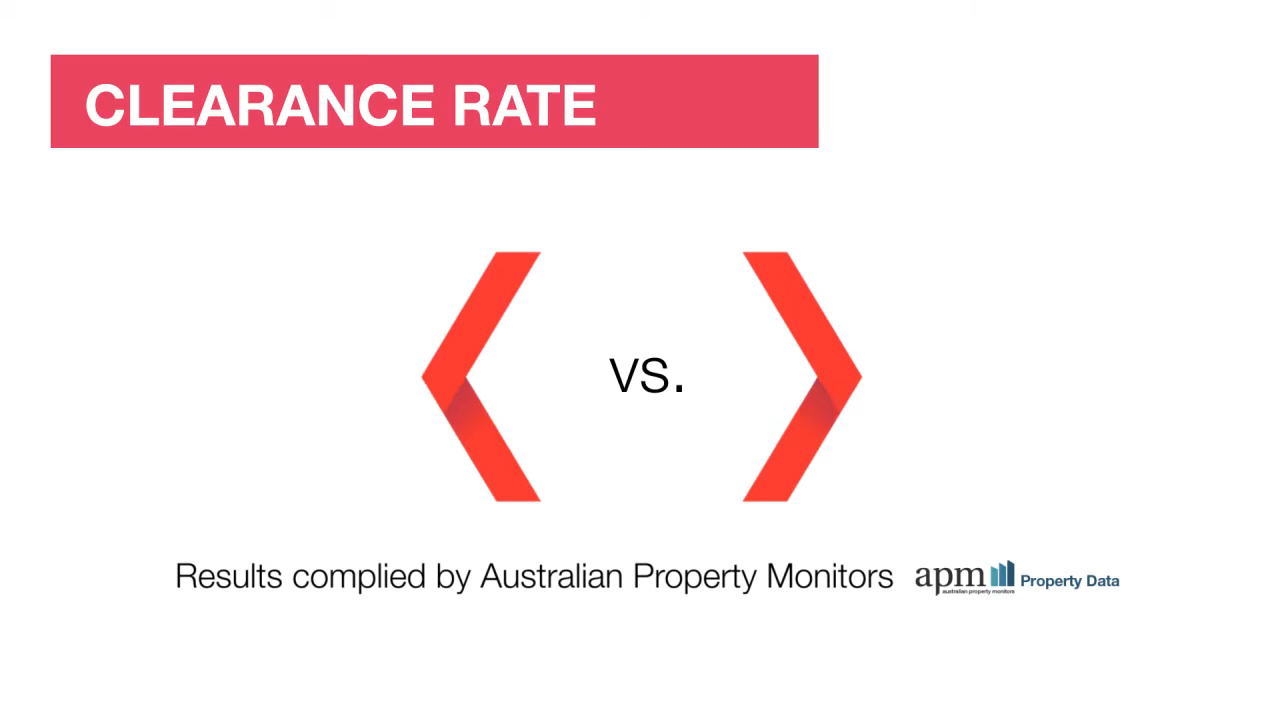 CLEARANCE RATE
vs.
Results complied by Australian Property Monitors
apm Property Data
australian property monitors